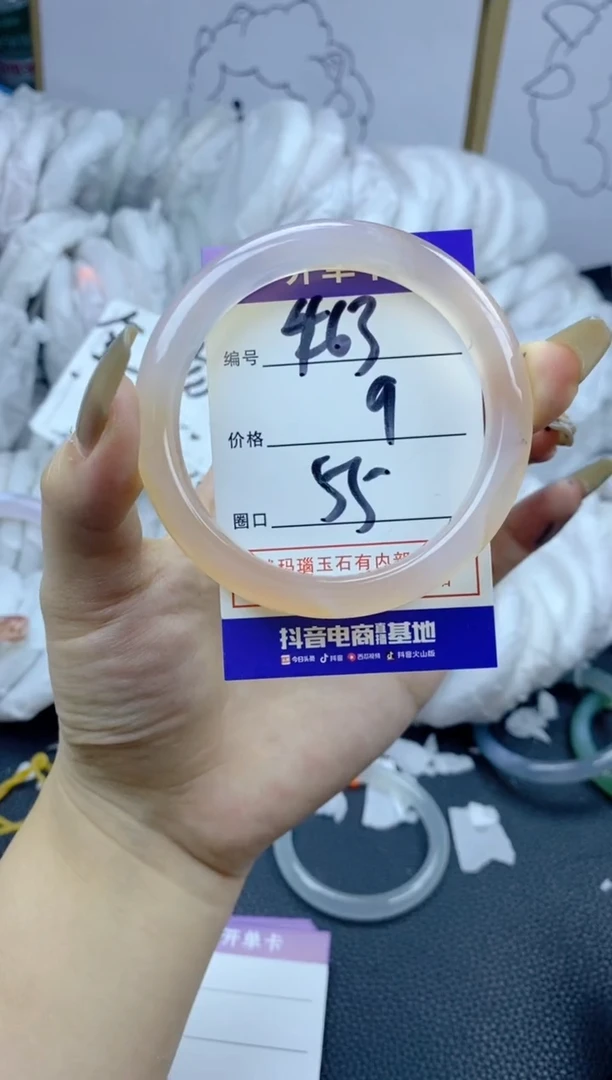 开单卡
编号 463
价格 9
圈口 55
玛瑙玉石有内部
抖音电商直播基地
今日头条 抖音 西瓜视频 抖音火山版
开单卡